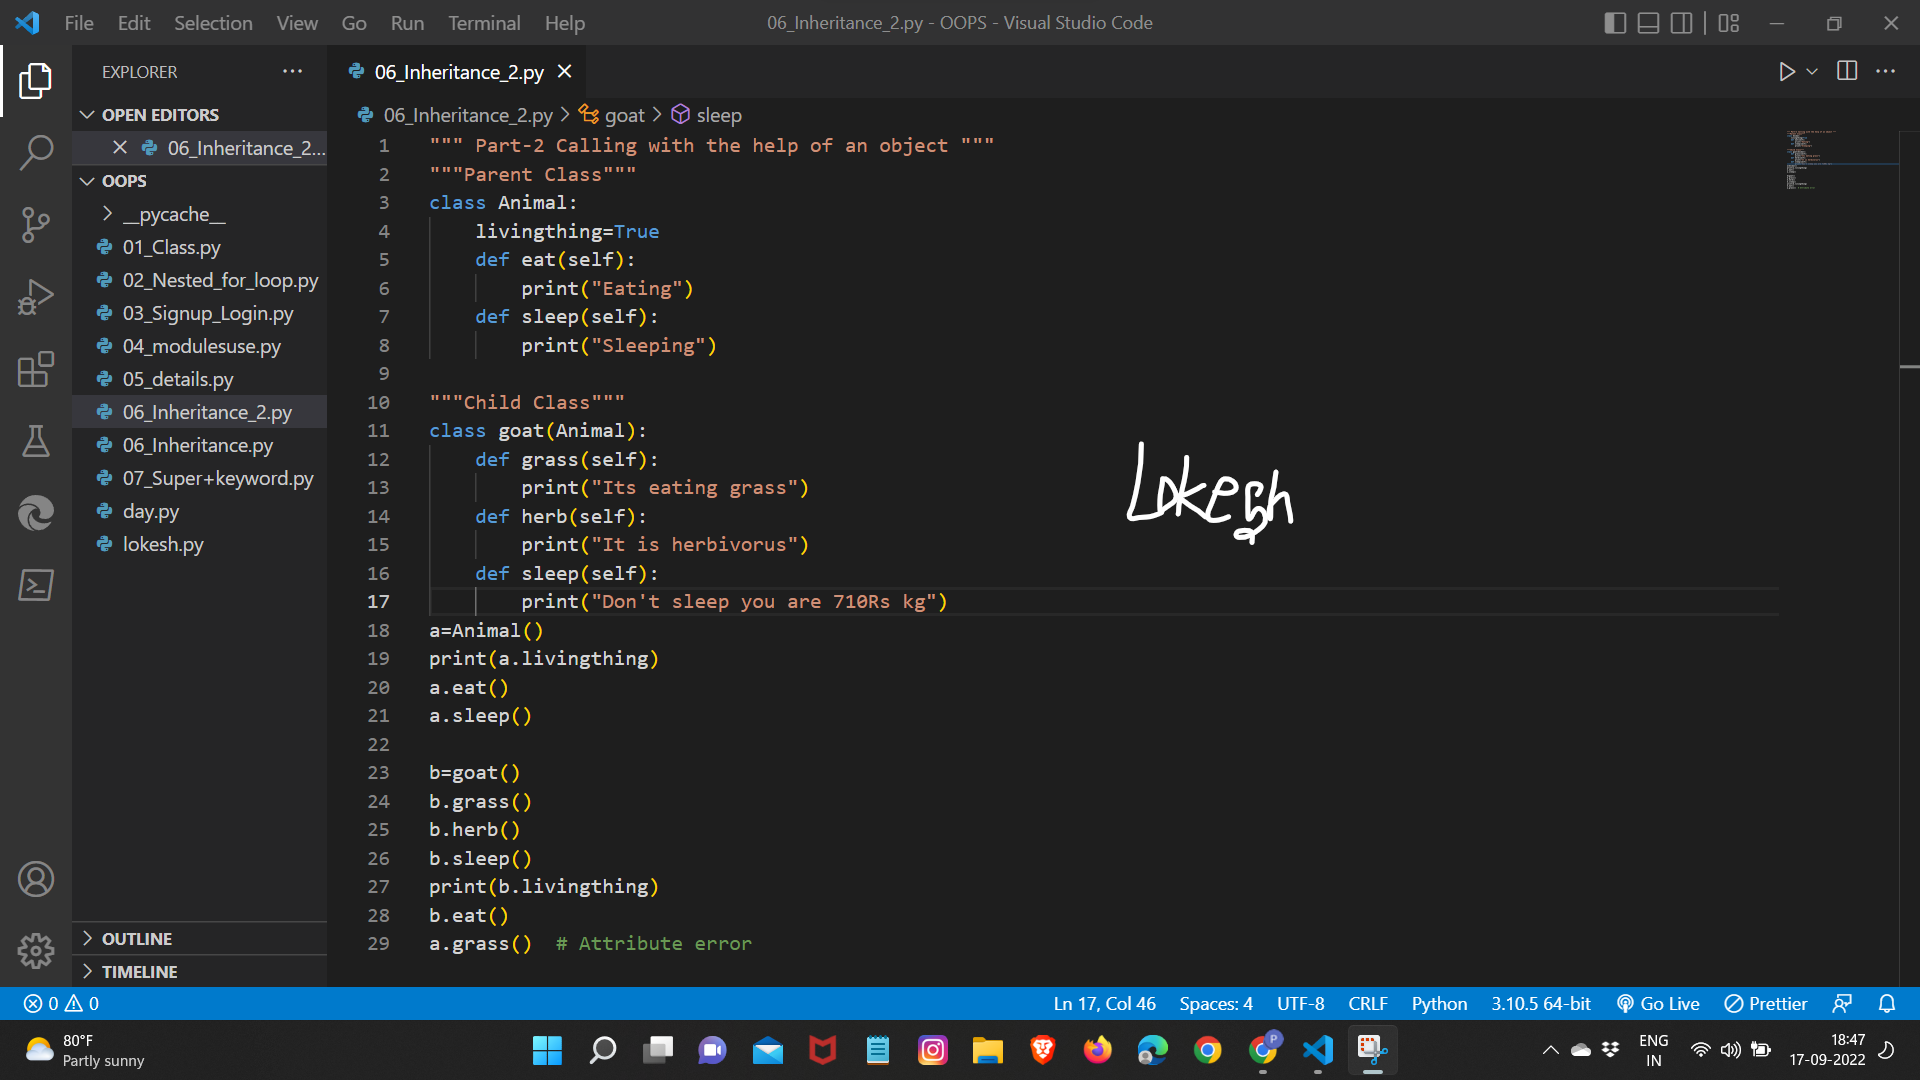 File Edit Selection View Go Run Terminal Help
06_Inheritance_2.py - OOPS - Visual Studio Code
EXPLORER
OPEN EDITORS
06_Inheritance_2...
OOPS
__pycache__
01_Class.py
02_Nested_for_loop.py
03_Signup_Login.py
04_modulesuse.py
05_details.py
06_Inheritance_2.py
06_Inheritance.py
07_Super+keyword.py
day.py
lokesh.py
OUTLINE
TIMELINE
06_Inheritance_2.py
06_Inheritance_2.py > goat > sleep
1 """ Part-2 Calling with the help of an object """
2 """Parent Class"""
3 class Animal:
4     livingthing=True
5     def eat(self):
6         print("Eating")
7     def sleep(self):
8         print("Sleeping")
9
10 """Child Class"""
11 class goat(Animal):
12     def grass(self):
13         print("Its eating grass")
14     def herb(self):
15         print("It is herbivorus")
16     def sleep(self):
17         print("Don't sleep you are 710Rs kg")
18 a=Animal()
19 print(a.livingthing)
20 a.eat()
21 a.sleep()
22
23 b=goat()
24 b.grass()
25 b.herb()
26 b.sleep()
27 print(b.livingthing)
28 b.eat()
29 a.grass()  # Attribute error
Lokesh
0 0
Ln 17, Col 46 Spaces: 4 UTF-8 CRLF Python 3.10.5 64-bit Go Live Prettier
80°F
Partly sunny
P
ENG
IN
18:47
17-09-2022